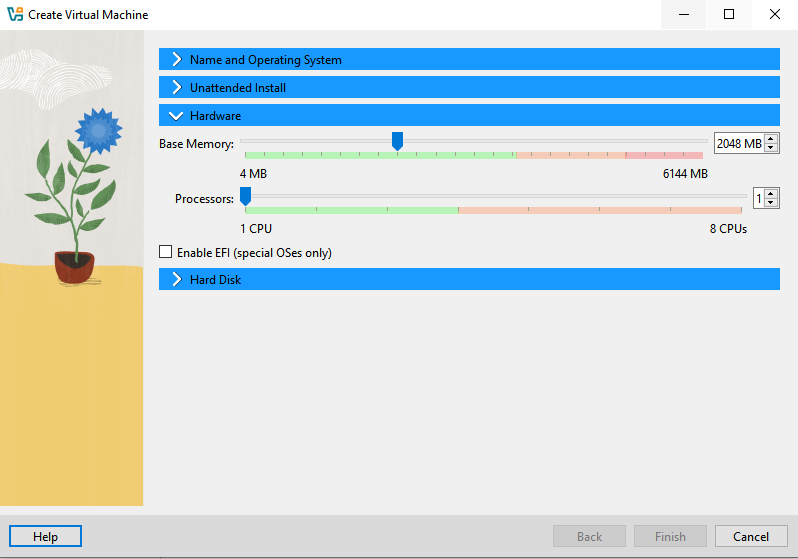 Create Virtual Machine
Name and Operating System
Unattended Install
Hardware
Base Memory: 2048 MB
4 MB 6144 MB
Processors: 1
1 CPU 8 CPUs
Enable EFI (special OSes only)
Hard Disk
Help Back Finish Cancel